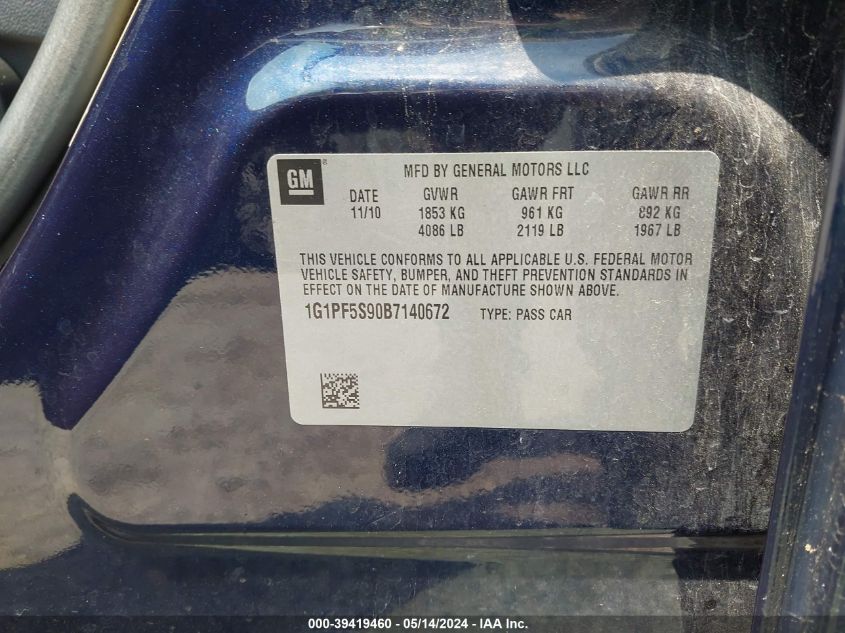 GM ®
MFD BY GENERAL MOTORS LLC
DATE GVWR GAWR FRT GAWR RR
11/10 1853 KG 961 KG 892 KG
4086 LB 2119 LB 1967 LB
THIS VEHICLE CONFORMS TO ALL APPLICABLE U.S. FEDERAL MOTOR
VEHICLE SAFETY, BUMPER, AND THEFT PREVENTION STANDARDS IN
EFFECT ON THE DATE OF MANUFACTURE SHOWN ABOVE.
1G1PF5S90B7140672 TYPE: PASS CAR
000-39419460 - 05/14/2024 - IAA Inc.